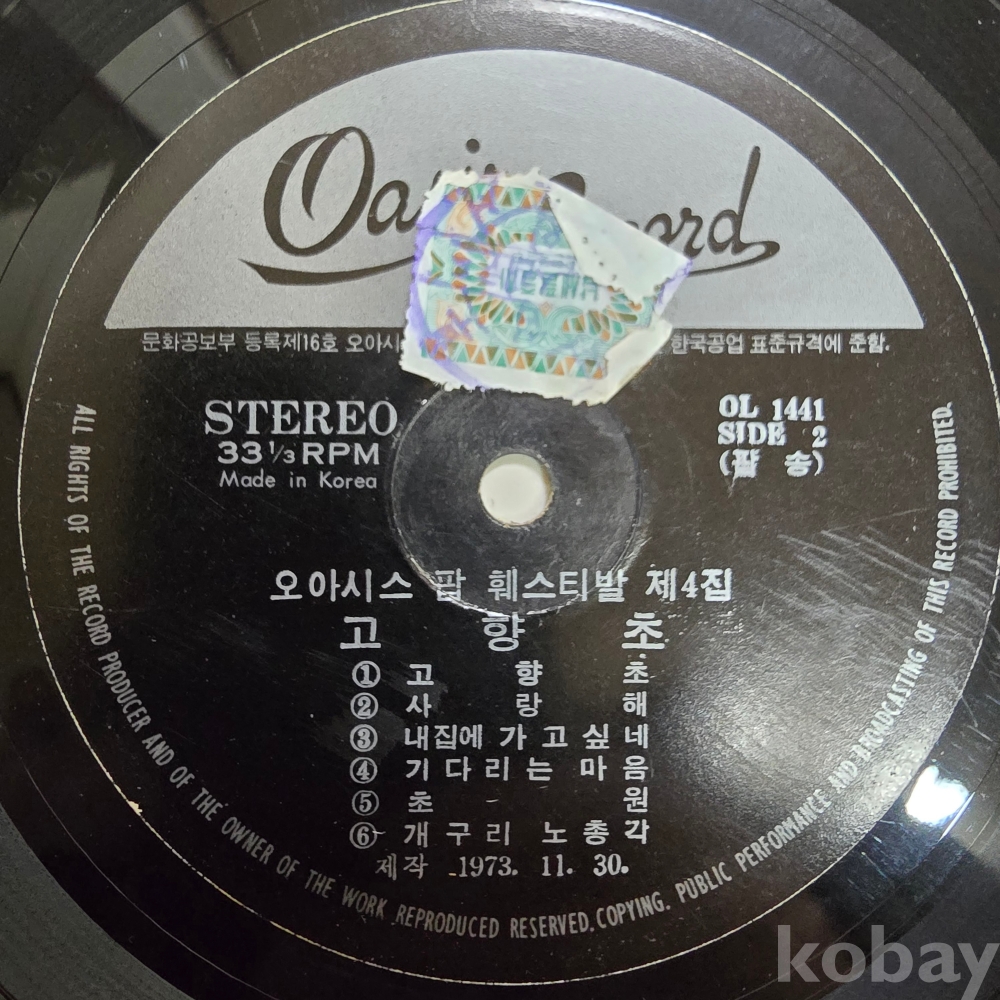 Oasis Record
문화공보부 등록제16호 오아시 한국공업 표준규격에 준함.
STEREO
33 1/3 RPM
Made in Korea
OL 1441
SIDE 2
(팝 송)
오아시스 팝 훼스티발 제4집
고 향 초
① 고 향 초
② 사 랑 해
③ 내집에 가 고 싶 네
④ 기 다 리 는 마 음
⑤ 초 원
⑥ 개 구 리 노 총 각
제작 1973. 11. 30.
ALL RIGHTS OF THE RECORD PRODUCER AND OF THE OWNER OF THE WORK REPRODUCED RESERVED. COPYING. PUBLIC PERFORMANCE AND BROADCASTING OF THIS RECORD PROHIBITED.
kobay